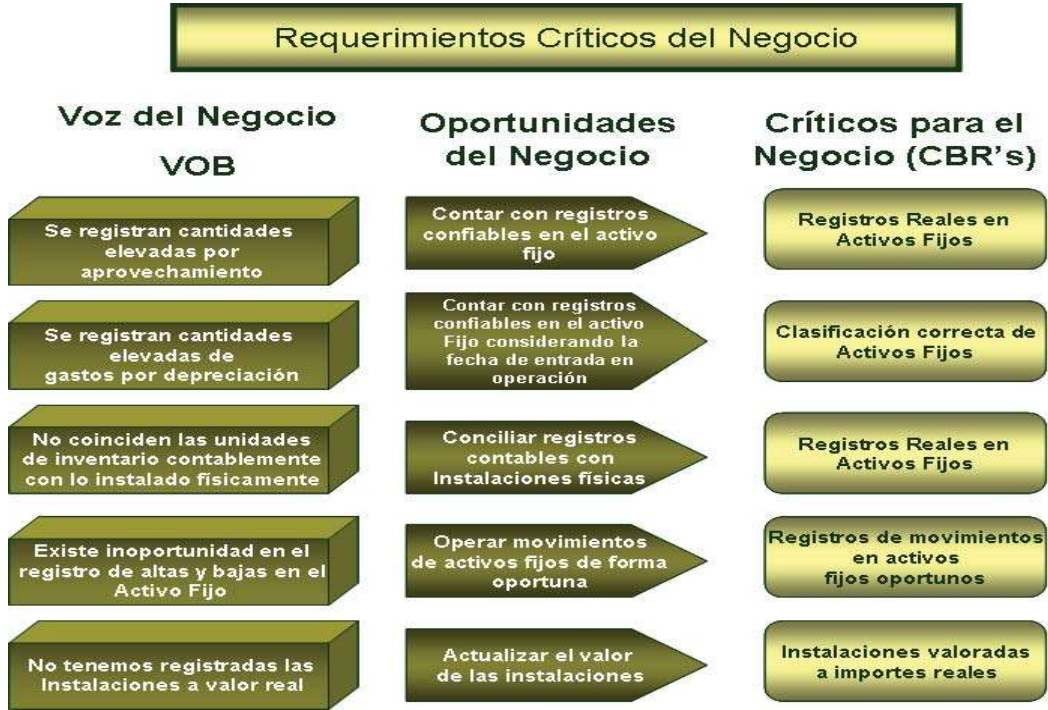 Requerimientos Críticos del Negocio
Voz del Negocio
VOB
Oportunidades
del Negocio
Críticos para el
Negocio (CBR's)
Se registran cantidades
elevadas por
aprovechamiento
Contar con registros
confiables en el activo
fijo
Registros Reales en
Activos Fijos
Se registran cantidades
elevadas de
gastos por depreciación
Contar con registros
confiables en el activo
Fijo considerando la
fecha de entrada en
operación
Clasificación correcta de
Activos Fijos
No coinciden las unidades
de inventario contablemente
con lo instalado físicamente
Conciliar registros
contables con
Instalaciones físicas
Registros Reales en
Activos Fijos
Existe inoportunidad en el
registro de altas y bajas en el
Activo Fijo
Operar movimientos
de activos fijos de forma
oportuna
Registros de movimientos
en activos
fijos oportunos
No tenemos registradas las
Instalaciones a valor real
Actualizar el valor
de las instalaciones
Instalaciones valoradas
a importes reales